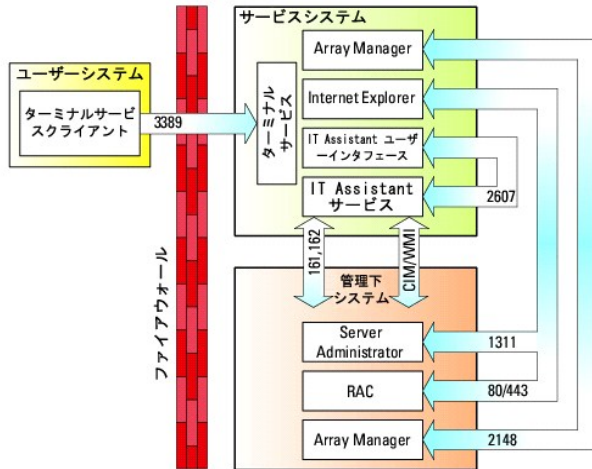 サービスシステム
Array Manager
ユーザーシステム
ターミナルサービ
スクライアント
3389
ターミナル
サービス
Internet Explorer
IT Assistant ユーザ
ーインタフェース
IT Assistant
サービス
2607
161,162
CIM/WMI
ファイアウォール
管理下
システム
Server
Administrator
1311
RAC
80/443
Array Manager
2148